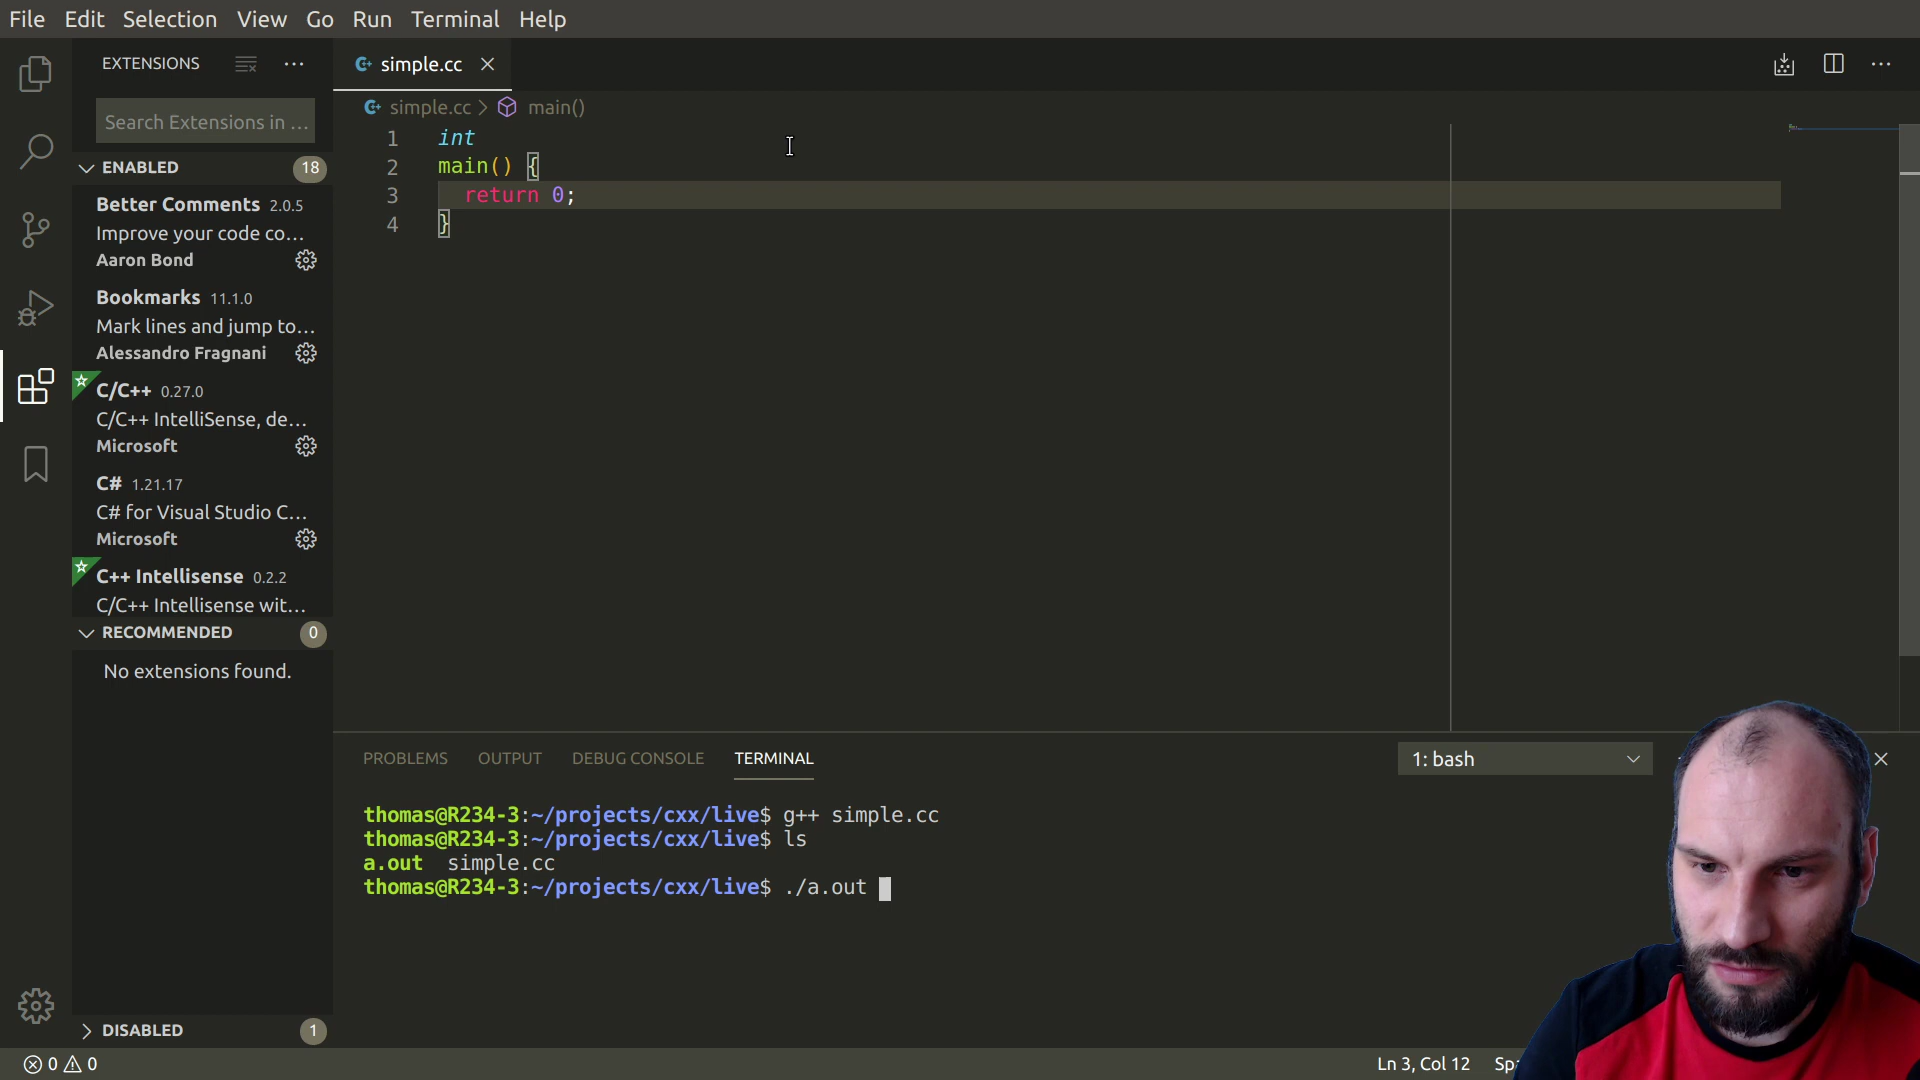 File Edit Selection View Go Run Terminal Help
EXTENSIONS
simple.cc
Search Extensions in ...
simple.cc > main()
ENABLED 18
Better Comments 2.0.5
Improve your code co...
Aaron Bond
Bookmarks 11.1.0
Mark lines and jump to...
Alessandro Fragnani
C/C++ 0.27.0
C/C++ IntelliSense, de...
Microsoft
C# 1.21.17
C# for Visual Studio C...
Microsoft
C++ Intellisense 0.2.2
C/C++ Intellisense wit...
RECOMMENDED 0
No extensions found.
DISABLED 1
1 int
2 main() {
3 return 0;
4 }
PROBLEMS OUTPUT DEBUG CONSOLE TERMINAL 1: bash
thomas@R234-3:~/projects/cxx/live$ g++ simple.cc
thomas@R234-3:~/projects/cxx/live$ ls
a.out simple.cc
thomas@R234-3:~/projects/cxx/live$ ./a.out
0 0 Ln 3, Col 12